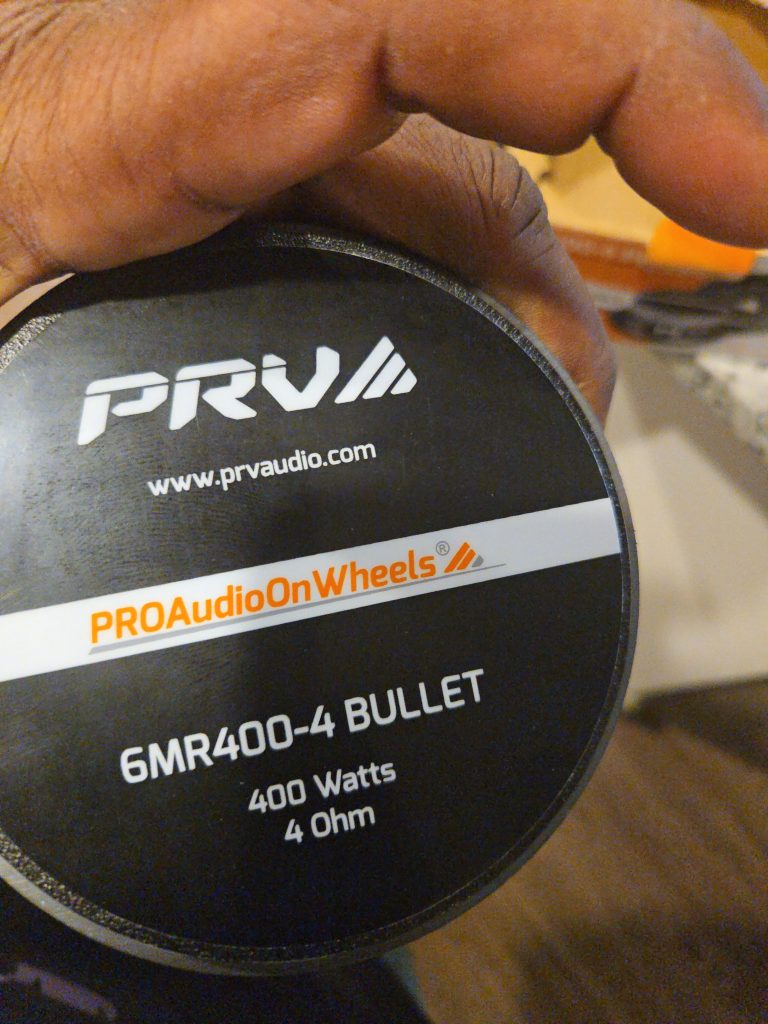 PRV
www.prvaudio.com
PROAudioOnWheels®
6MR400-4 BULLET
400 Watts
4 Ohm